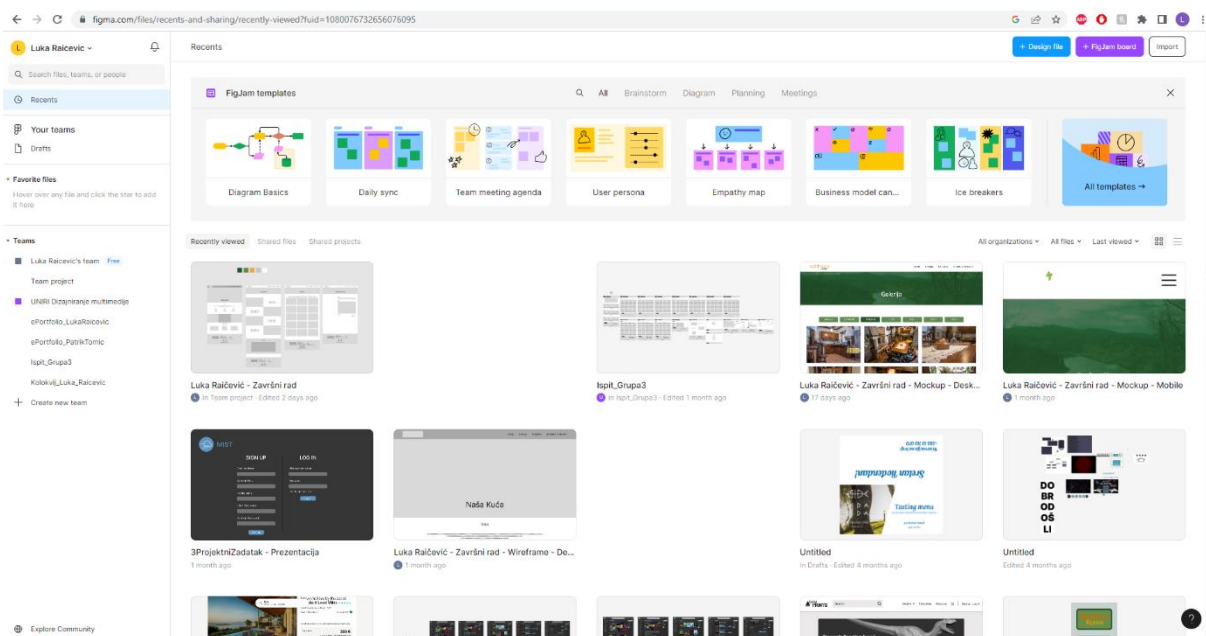 figma.com/files/recents-and-sharing/recently-viewed?fuid=1080076732656076095
L
Luka Raicevic
Recents
+ Design file
+ FigJam board
Import
Search files, teams, or people
Recents
Your teams
Drafts
Favorite files
Hover over any file and click the star to add it here
Teams
Luka Raicevic's team Free
Team project
UNIRI Dizajniranje multimedije
ePortfolio_LukaRaicevic
ePortfolio_PatrikTomic
Ispit_Grupa3
Kolokvij_Luka_Raicevic
Create new team
Explore Community
FigJam templates
All Brainstorm Diagram Planning Meetings
Diagram Basics
Daily sync
Team meeting agenda
User persona
Empathy map
Business model can...
Ice breakers
All templates →
Recently viewed Shared files Shared projects
All organizations All files Last viewed
Galerija
Luka Raičević - Završni rad
In Team project · Edited 2 days ago
Ispit_Grupa3
In Ispit_Grupa3 · Edited 1 month ago
Luka Raičević - Završni rad - Mockup - Desk...
17 days ago
Luka Raičević - Završni rad - Mockup - Mobile
1 month ago
MIST
SIGN UP
LOG IN
Naša Kuća
Sretan Rođendan!
Tasting menu
DO
BR
OD
OŠ
LI
3ProjektniZadatak - Prezentacija
1 month ago
Luka Raičević - Završni rad - Wireframe - De...
1 month ago
Untitled
In Drafts · Edited 4 months ago
Untitled
Edited 4 months ago
?